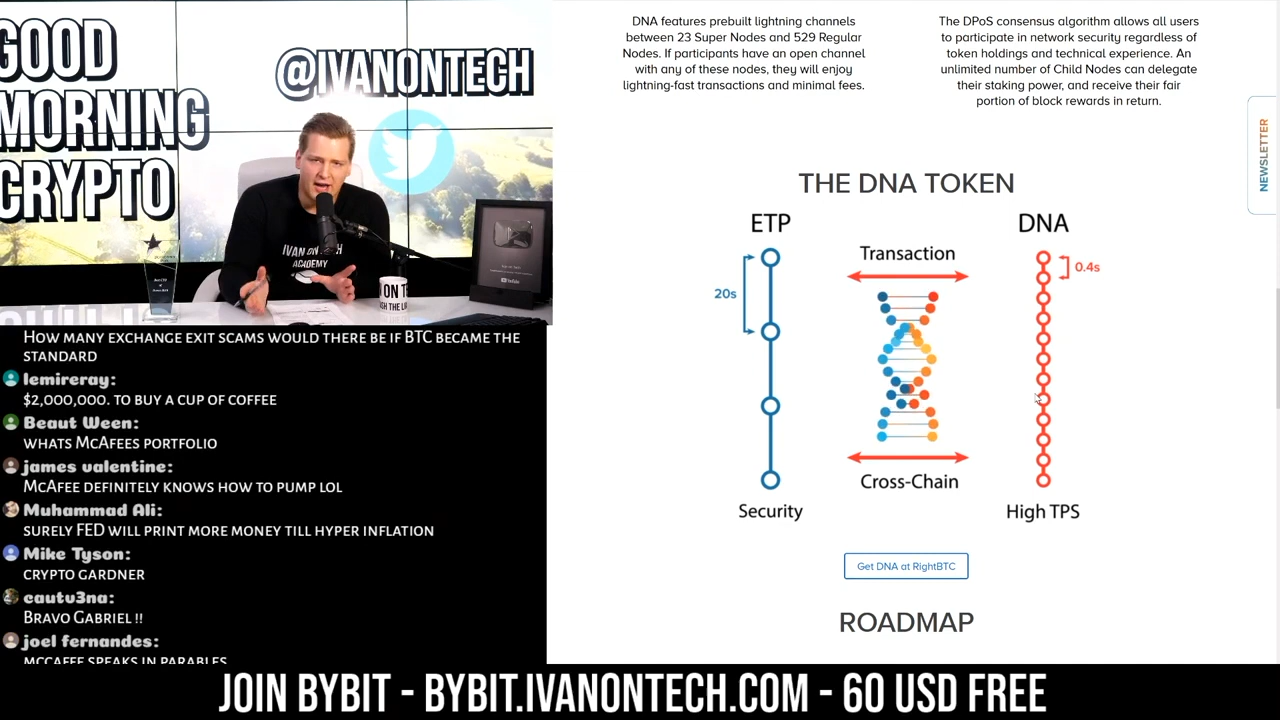 GOOD
MORNING
CRYPTO
@IVANONTECH
ACADEMY
HOW MANY EXCHANGE EXIT SCAMS WOULD THERE BE IF BTC BECAME THE
STANDARD
lemireray:
$2,000,000. TO BUY A CUP OF COFFEE
Beaut Ween:
WHATS MCAFEES PORTFOLIO
james valentine:
MCAFEE DEFINITELY KNOWS HOW TO PUMP LOL
Muhammad Ali:
SURELY FED WILL PRINT MORE MONEY TILL HYPER INFLATION
Mike Tyson:
CRYPTO GARDNER
cautv3na:
BRAVO GABRIEL !!
joel fernandes:
MCCAFFE SPEAKS IN PARABLES
DNA features prebuilt lightning channels
between 23 Super Nodes and 529 Regular
Nodes. If participants have an open channel
with any of these nodes, they will enjoy
lightning-fast transactions and minimal fees.
The DPoS consensus algorithm allows all users
to participate in network security regardless of
token holdings and technical experience. An
unlimited number of Child Nodes can delegate
their staking power, and receive their fair
portion of block rewards in return.
NEWSLETTER
THE DNA TOKEN
ETP
DNA
Transaction
20s
0.4s
Cross-Chain
Security
High TPS
Get DNA at RightBTC
ROADMAP
JOIN BYBIT - BYBIT.IVANONTECH.COM - 60 USD FREE